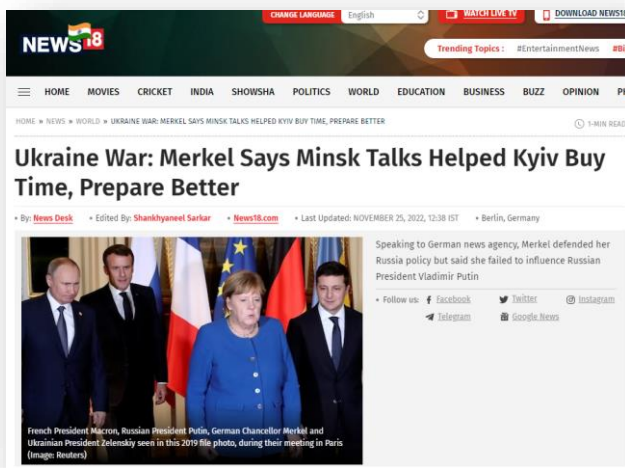 CHANGE LANGUAGE English WATCH LIVE TV DOWNLOAD NEWS18
NEWS18
Trending Topics : #EntertainmentNews
HOME MOVIES CRICKET INDIA SHOWSHA POLITICS WORLD EDUCATION BUSINESS BUZZ OPINION
HOME » NEWS » WORLD » UKRAINE WAR: MERKEL SAYS MINSK TALKS HELPED KYIV BUY TIME, PREPARE BETTER
1-MIN READ
Ukraine War: Merkel Says Minsk Talks Helped Kyiv Buy
Time, Prepare Better
• By: News Desk • Edited By: Shankhyaneel Sarkar • News18.com • Last Updated: NOVEMBER 25, 2022, 12:38 IST • Berlin, Germany
Speaking to German news agency, Merkel defended her
Russia policy but said she failed to influence Russian
President Vladimir Putin
• Follow us: Facebook Twitter Instagram
Telegram Google News
French President Macron, Russian President Putin, German Chancellor Merkel and
Ukrainian President Zelenskiy seen in this 2019 file photo, during their meeting in Paris
(Image: Reuters)